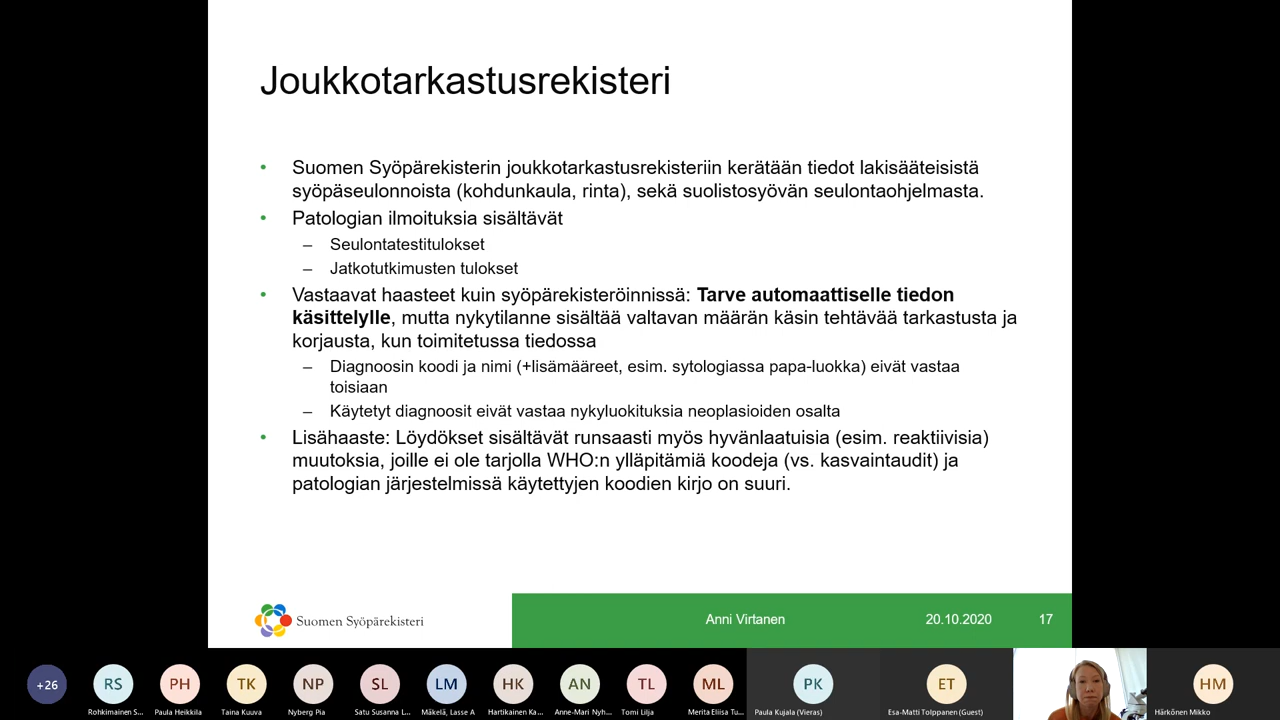 Joukkotarkastusrekisteri
• Suomen Syöpärekisterin joukkotarkastusrekisteriin kerätään tiedot lakisääteisistä
syöpäseulonnoista (kohdunkaula, rinta), sekä suolistosyövän seulontaohjelmasta.
• Patologian ilmoituksia sisältävät
– Seulontatestitulokset
– Jatkotutkimusten tulokset
• Vastaavat haasteet kuin syöpärekisteröinnissä: Tarve automaattiselle tiedon
käsittelylle, mutta nykytilanne sisältää valtavan määrän käsin tehtävää tarkastusta ja
korjausta, kun toimitetussa tiedossa
– Diagnoosin koodi ja nimi (+lisämääreet, esim. sytologiassa papa-luokka) eivät vastaa
toisiaan
– Käytetyt diagnoosit eivät vastaa nykyluokituksia neoplasioiden osalta
• Lisähaaste: Löydökset sisältävät runsaasti myös hyvänlaatuisia (esim. reaktiivisia)
muutoksia, joille ei ole tarjolla WHO:n ylläpitämiä koodeja (vs. kasvaintaudit) ja
patologian järjestelmissä käytettyjen koodien kirjo on suuri.
Suomen Syöpärekisteri
Anni Virtanen 20.10.2020 17
+26 RS PH TK NP SL LM HK AN TL ML PK ET HM
Rohkimainen S... Paula Heikkila Taina Kuuva Nyberg Pia Satu Susanna L... Mäkelä, Lasse A Hartikainen Ka... Anne-Mari Nyh... Tomi Lilja Merita Eliisa Tu... Paula Kujala (Vieras) Esa-Matti Tolppanen (Guest) Härkönen Mikko